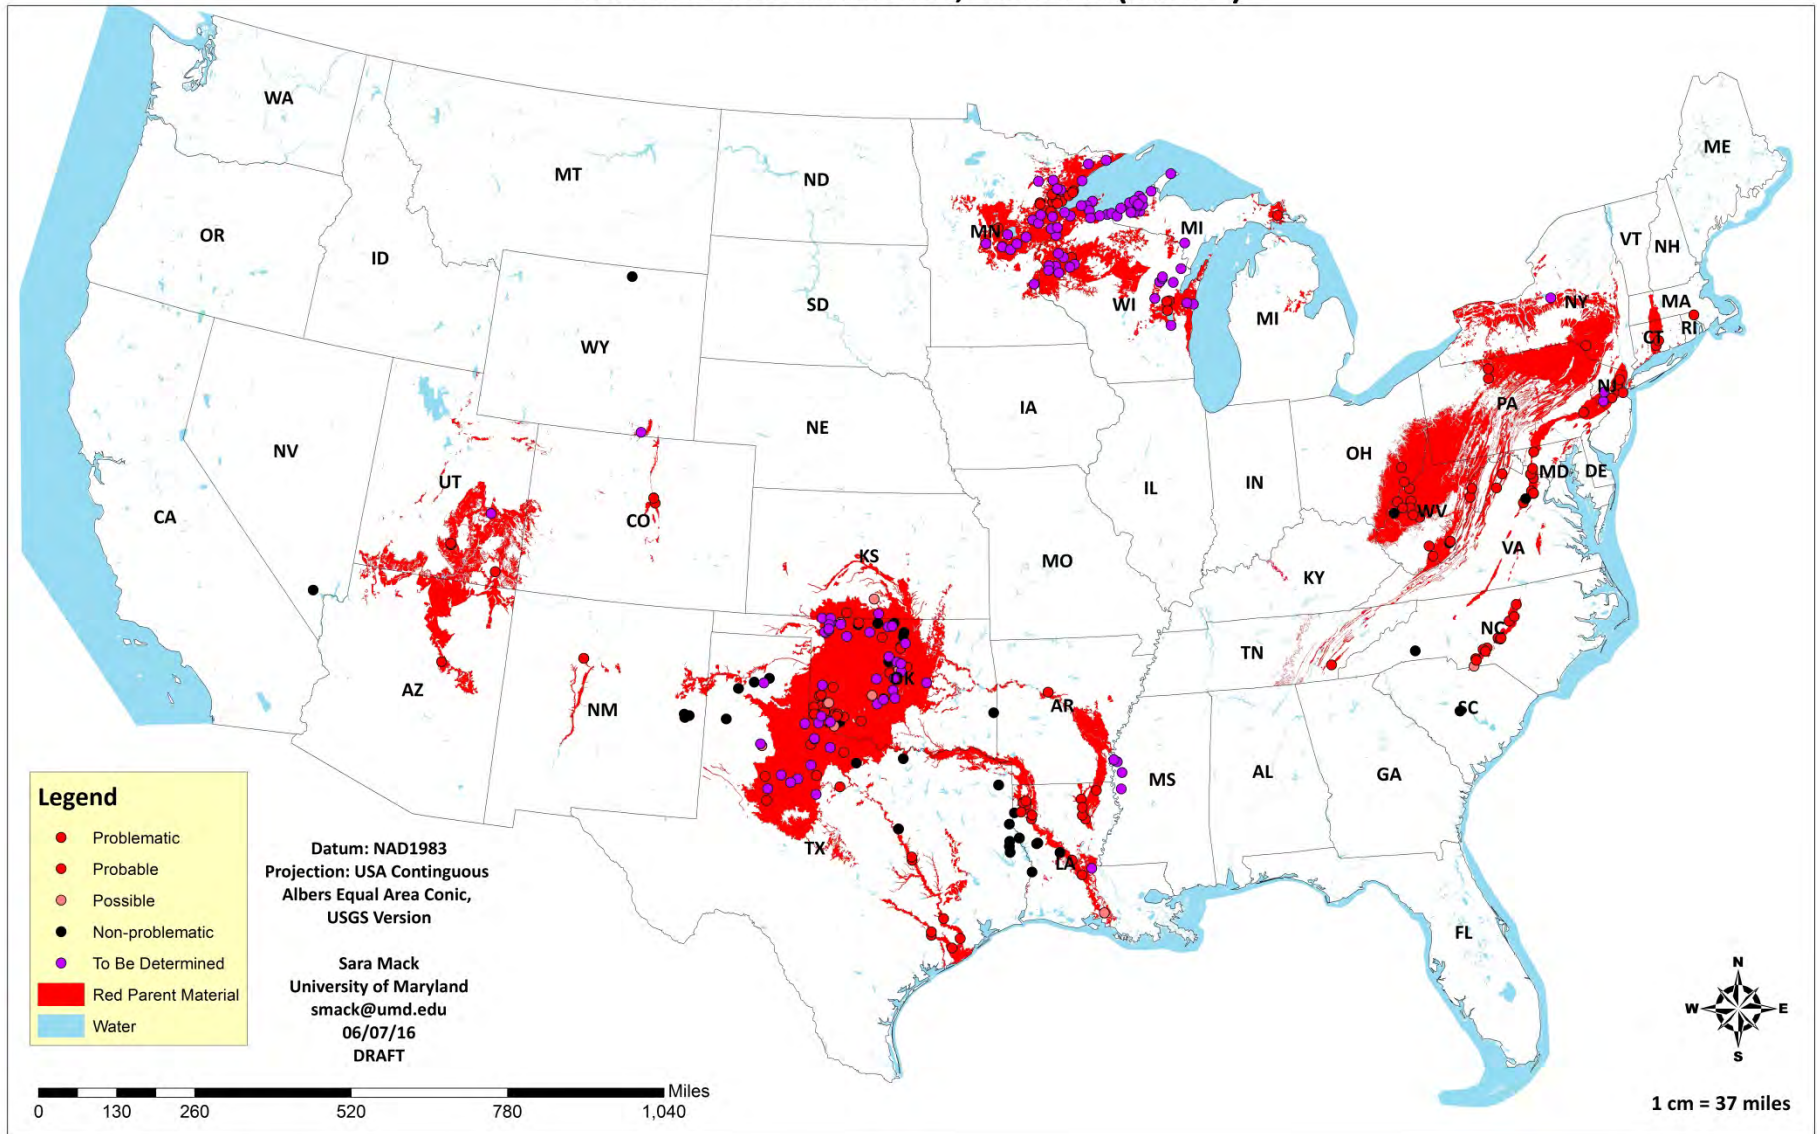 WA
MT
ND
MN
MI
ME
OR
ID
SD
WI
MI
VT
NH
NY
MA
CT
RI
WY
IA
NE
PA
NJ
NV
UT
CO
CA
IL
IN
OH
MD
DE
WV
VA
KS
MO
KY
AZ
NM
OK
AR
TN
NC
SC
MS
AL
GA
TX
LA
FL
Legend
Problematic
Probable
Possible
Non-problematic
To Be Determined
Red Parent Material
Water
Datum: NAD1983
Projection: USA Continguous
Albers Equal Area Conic,
USGS Version
Sara Mack
University of Maryland
smack@umd.edu
06/07/16
DRAFT
N
W
E
S
Miles
0 130 260 520 780 1,040
1 cm = 37 miles